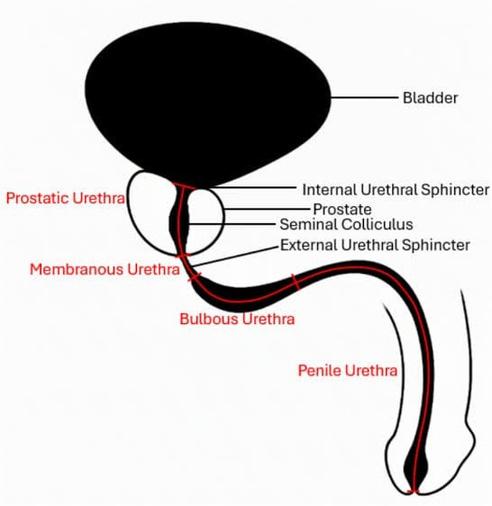 Bladder
Internal Urethral Sphincter
Prostatic Urethra
Prostate
Seminal Colliculus
External Urethral Sphincter
Membranous Urethra
Bulbous Urethra
Penile Urethra